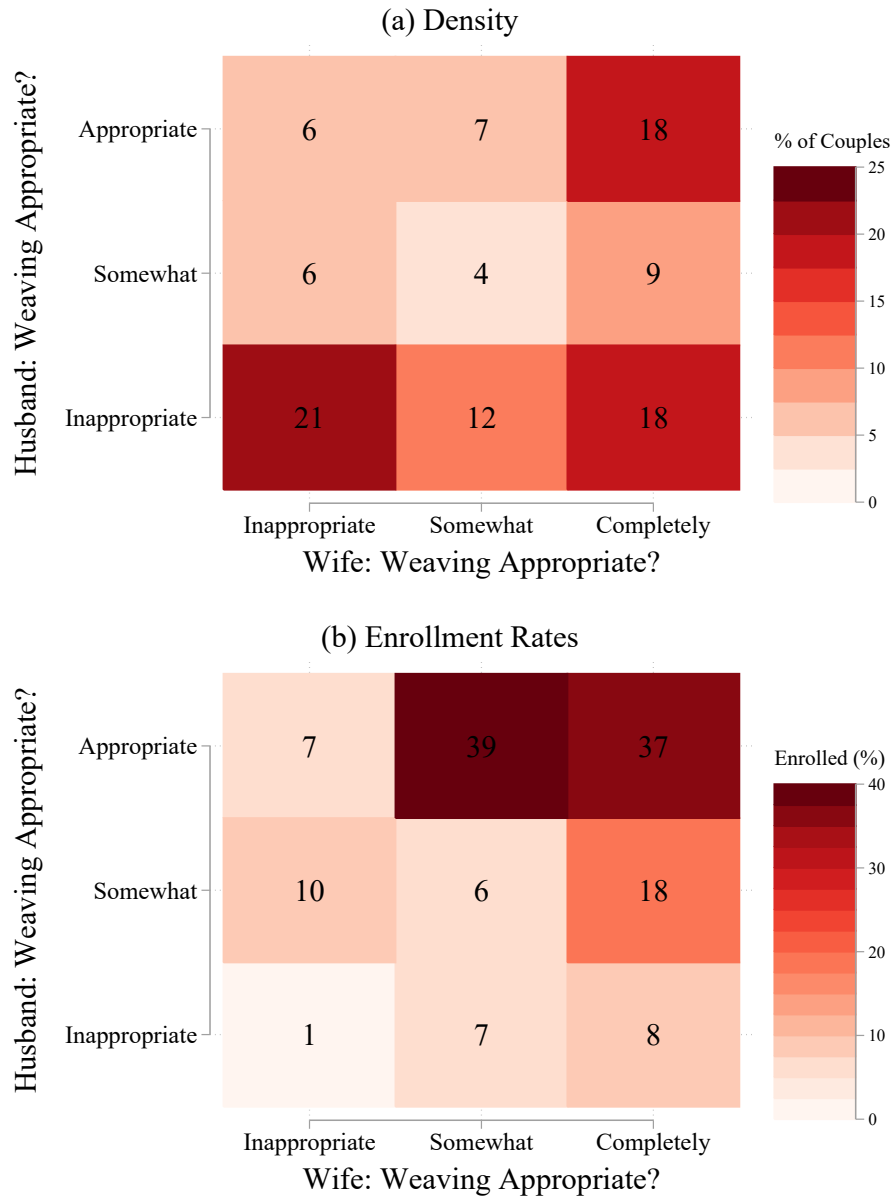 (a) Density
Husband: Weaving Appropriate?
Appropriate
6 7 18
Somewhat
6 4 9
Inappropriate
21 12 18
Inappropriate Somewhat Completely
Wife: Weaving Appropriate?
% of Couples
25
20
15
10
5
0
(b) Enrollment Rates
Husband: Weaving Appropriate?
Appropriate
7 39 37
Somewhat
10 6 18
Inappropriate
1 7 8
Inappropriate Somewhat Completely
Wife: Weaving Appropriate?
Enrolled (%)
40
30
20
10
0